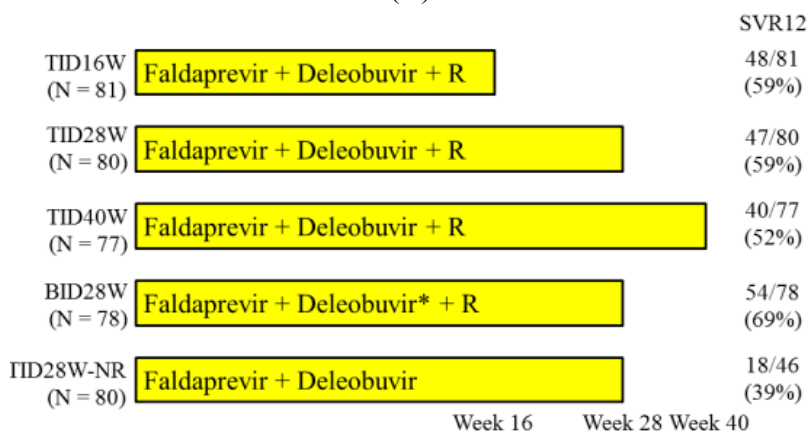 SVR12
TID16W
(N = 81)
Faldaprevir + Deleobuvir + R
48/81
(59%)
TID28W
(N = 80)
Faldaprevir + Deleobuvir + R
47/80
(59%)
TID40W
(N = 77)
Faldaprevir + Deleobuvir + R
40/77
(52%)
BID28W
(N = 78)
Faldaprevir + Deleobuvir* + R
54/78
(69%)
TID28W-NR
(N = 80)
Faldaprevir + Deleobuvir
18/46
(39%)
Week 16 Week 28 Week 40